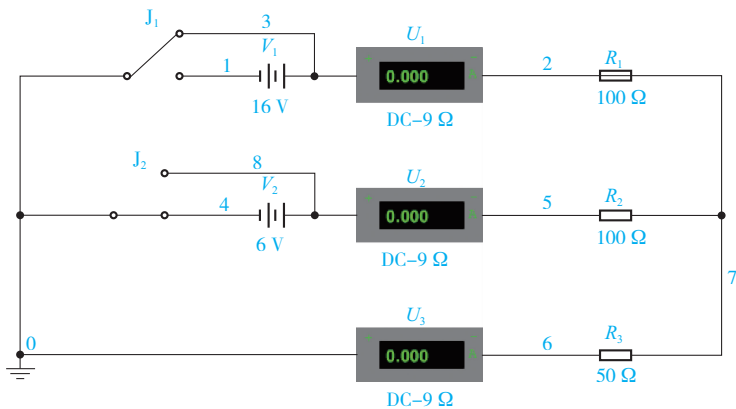 J₁
3
V₁
1
16 V
U₁
0.000
DC–9 Ω
2
R₁
100 Ω
J₂
8
V₂
4
6 V
U₂
0.000
DC–9 Ω
5
R₂
100 Ω
7
0
U₃
0.000
DC–9 Ω
6
R₃
50 Ω